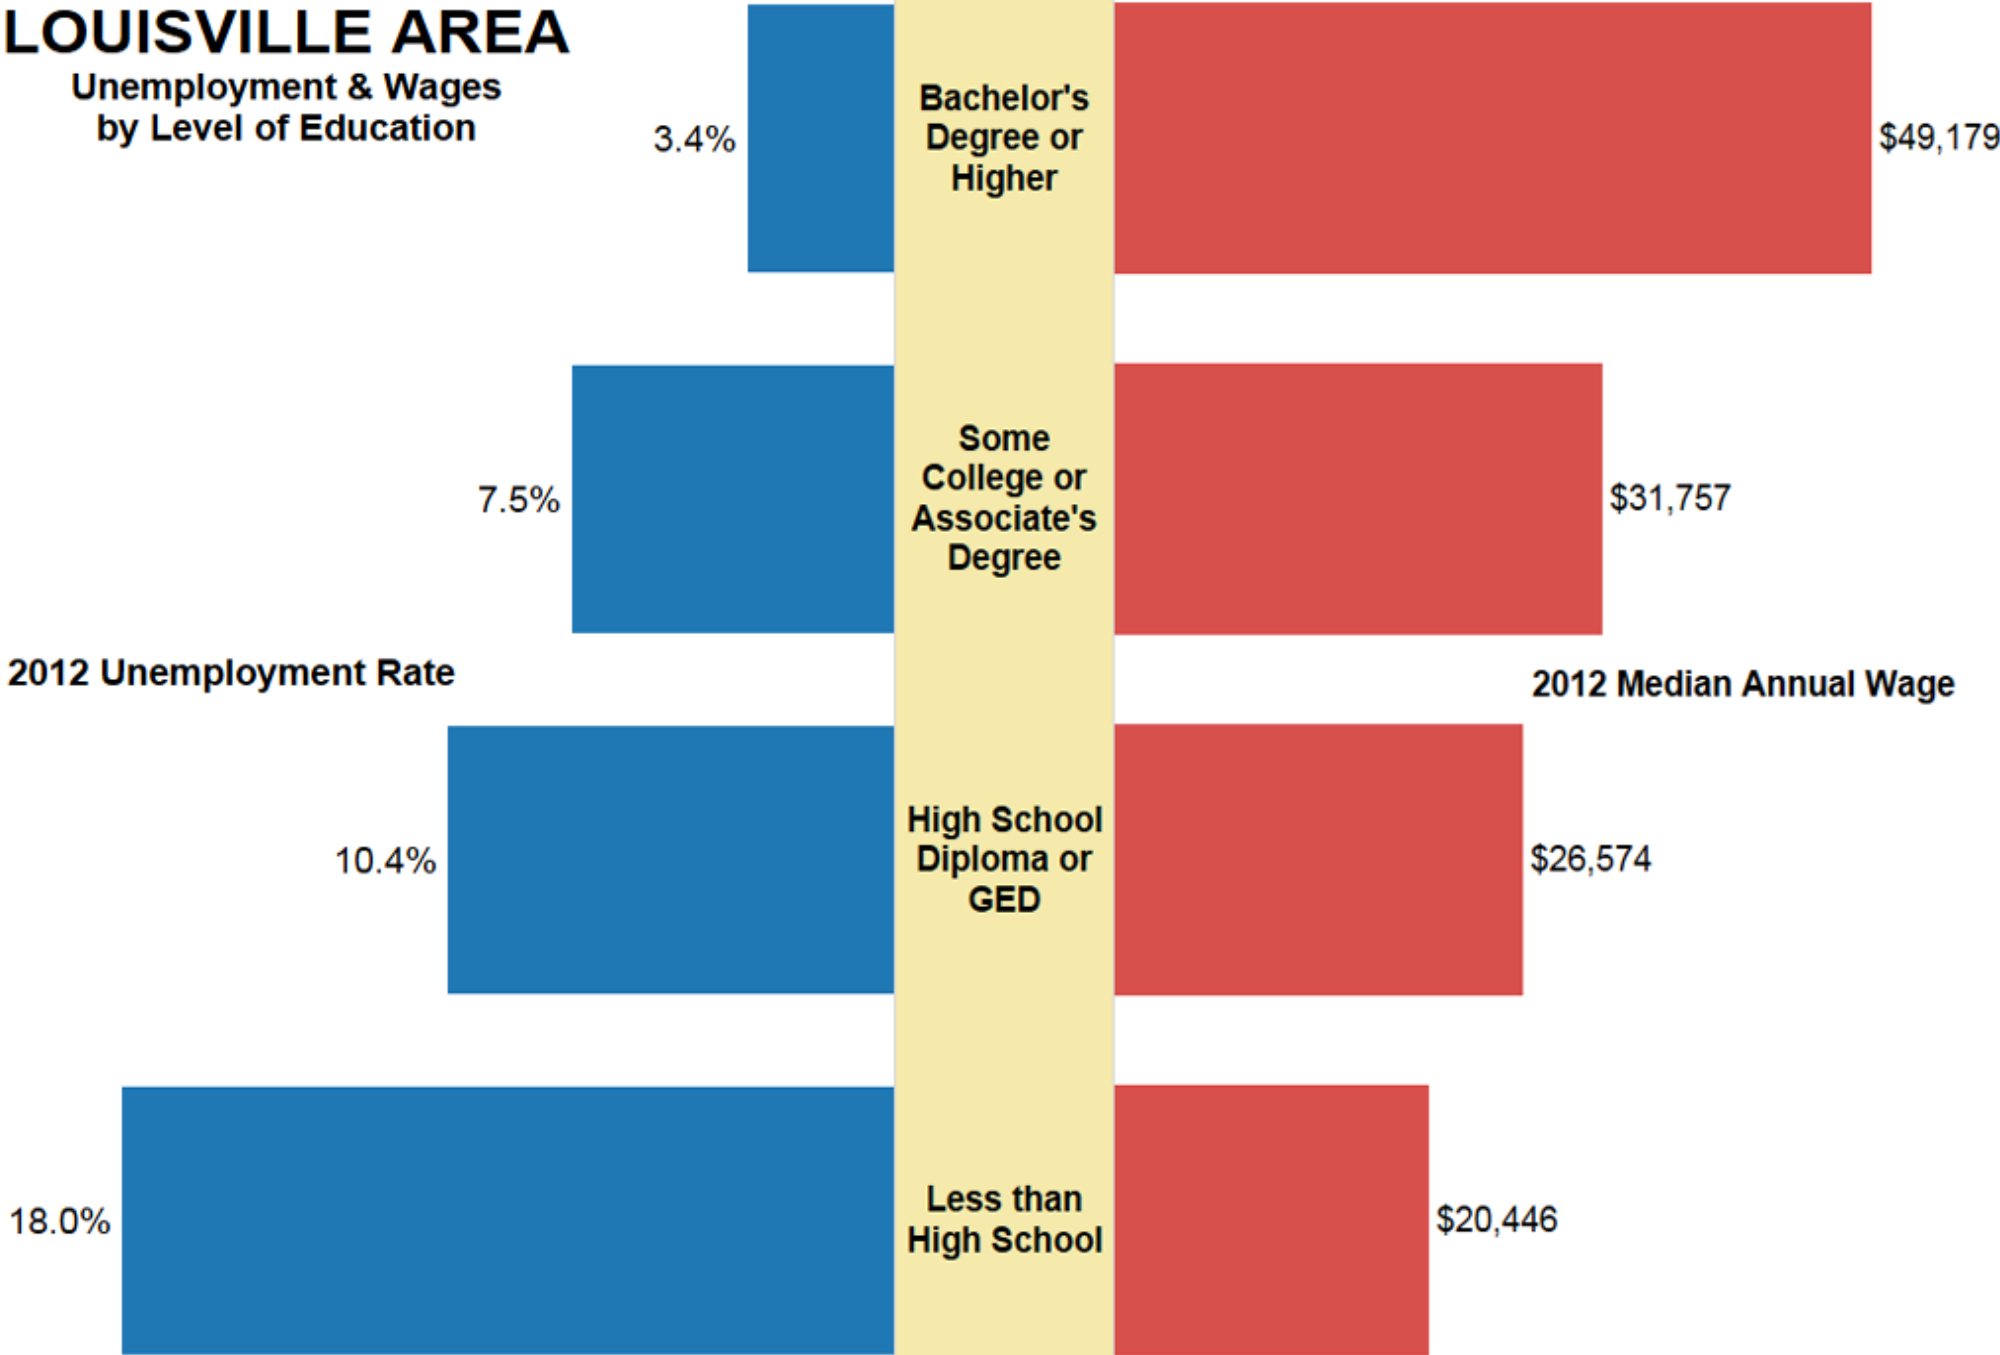 LOUISVILLE AREA
Unemployment & Wages
by Level of Education
3.4%
Bachelor's
Degree or
Higher
$49,179
7.5%
Some
College or
Associate's
Degree
$31,757
2012 Unemployment Rate
2012 Median Annual Wage
10.4%
High School
Diploma or
GED
$26,574
18.0%
Less than
High School
$20,446